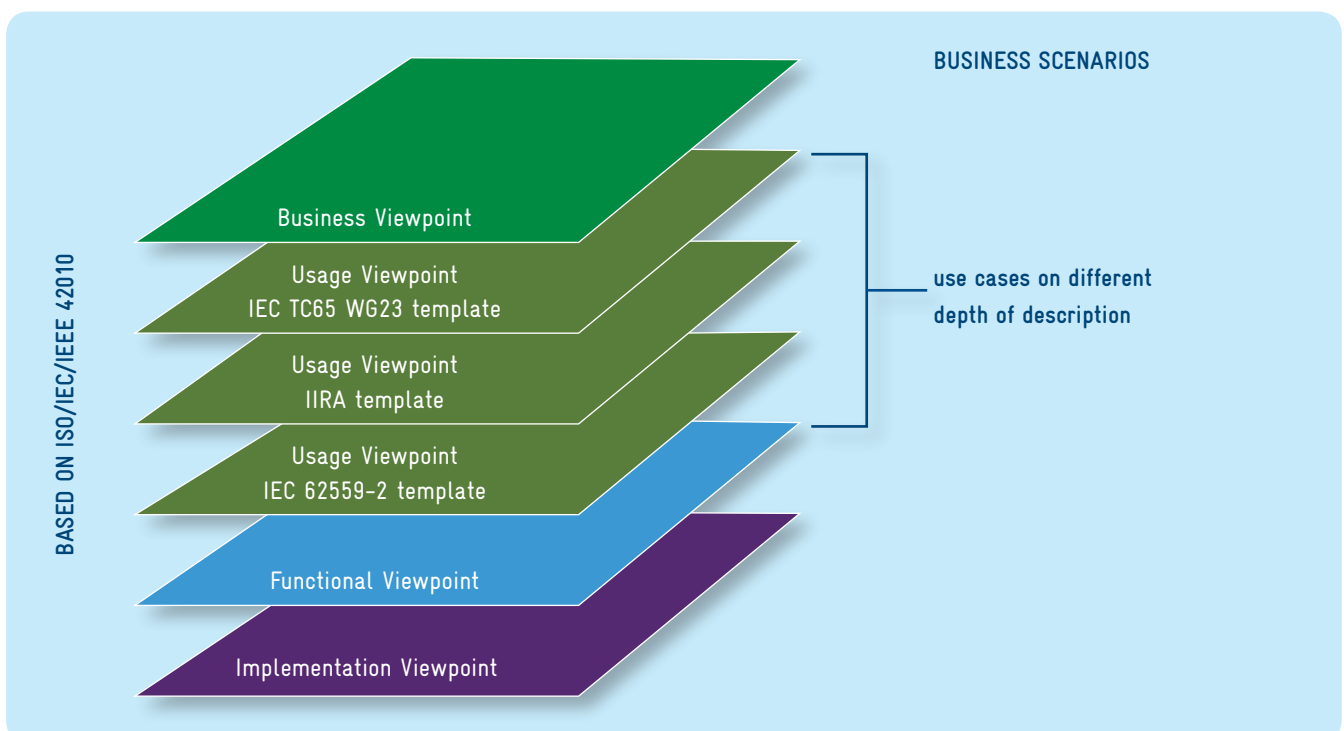 BUSINESS SCENARIOS
Business Viewpoint
Usage Viewpoint
IEC TC65 WG23 template
use cases on different
depth of description
Usage Viewpoint
IIRA template
Usage Viewpoint
IEC 62559-2 template
Functional Viewpoint
Implementation Viewpoint
BASED ON ISO/IEC/IEEE 42010